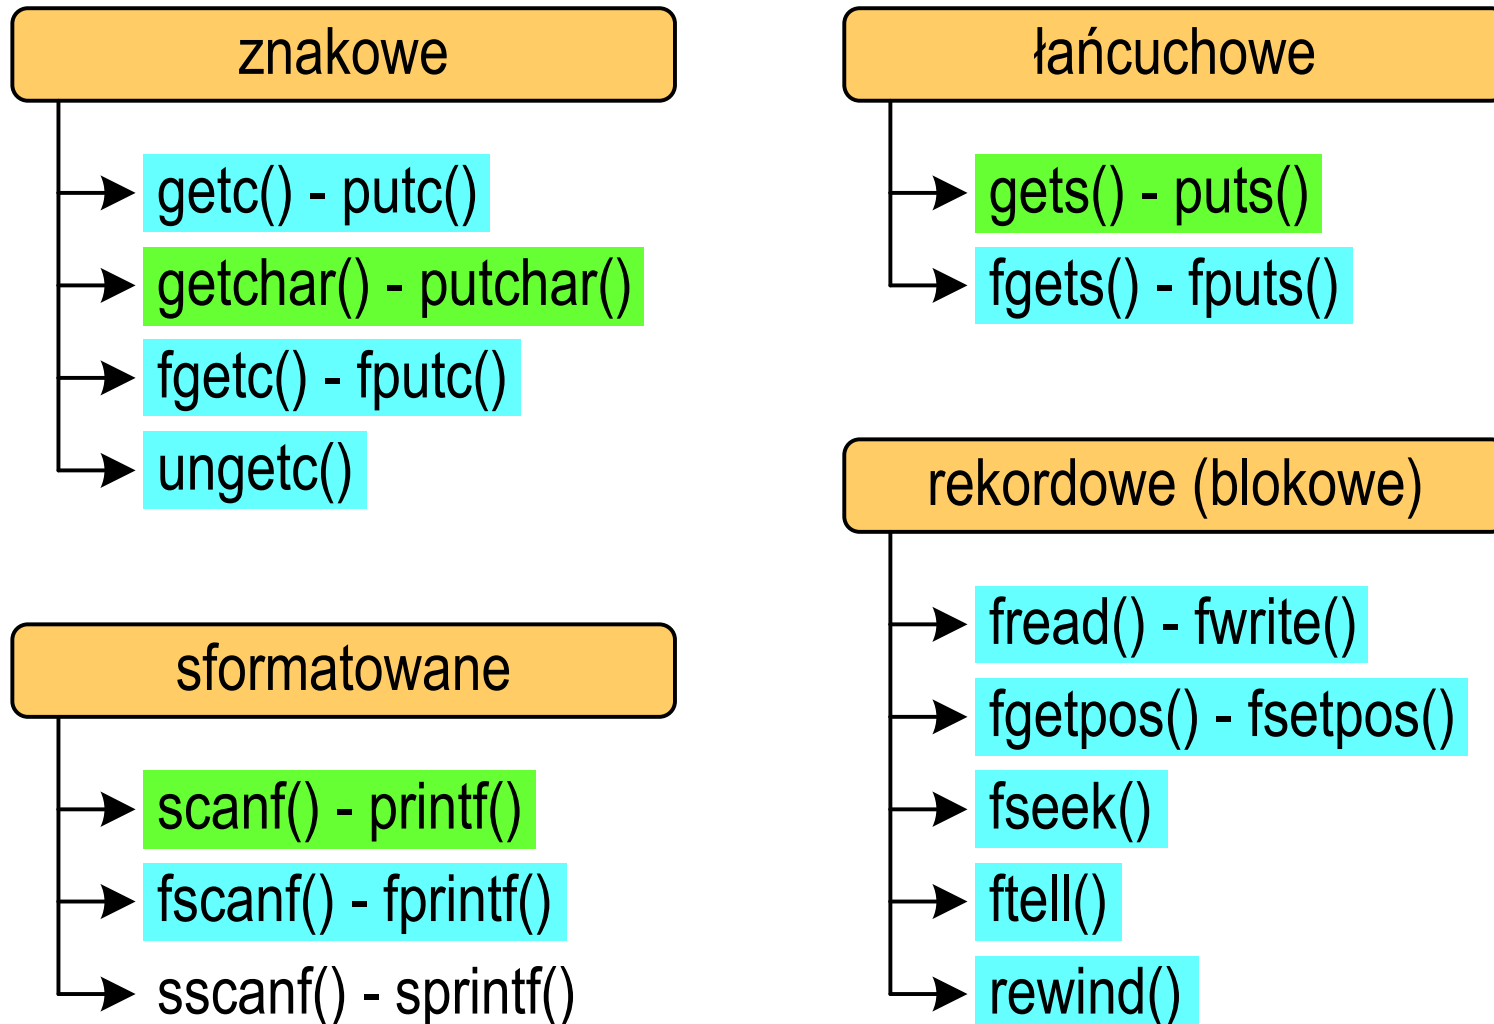 znakowe
getc() - putc()
getchar() - putchar()
fgetc() - fputc()
ungetc()
sformatowane
scanf() - printf()
fscanf() - fprintf()
sscanf() - sprintf()
łańcuchowe
gets() - puts()
fgets() - fputs()
rekordowe (blokowe)
fread() - fwrite()
fgetpos() - fsetpos()
fseek()
ftell()
rewind()